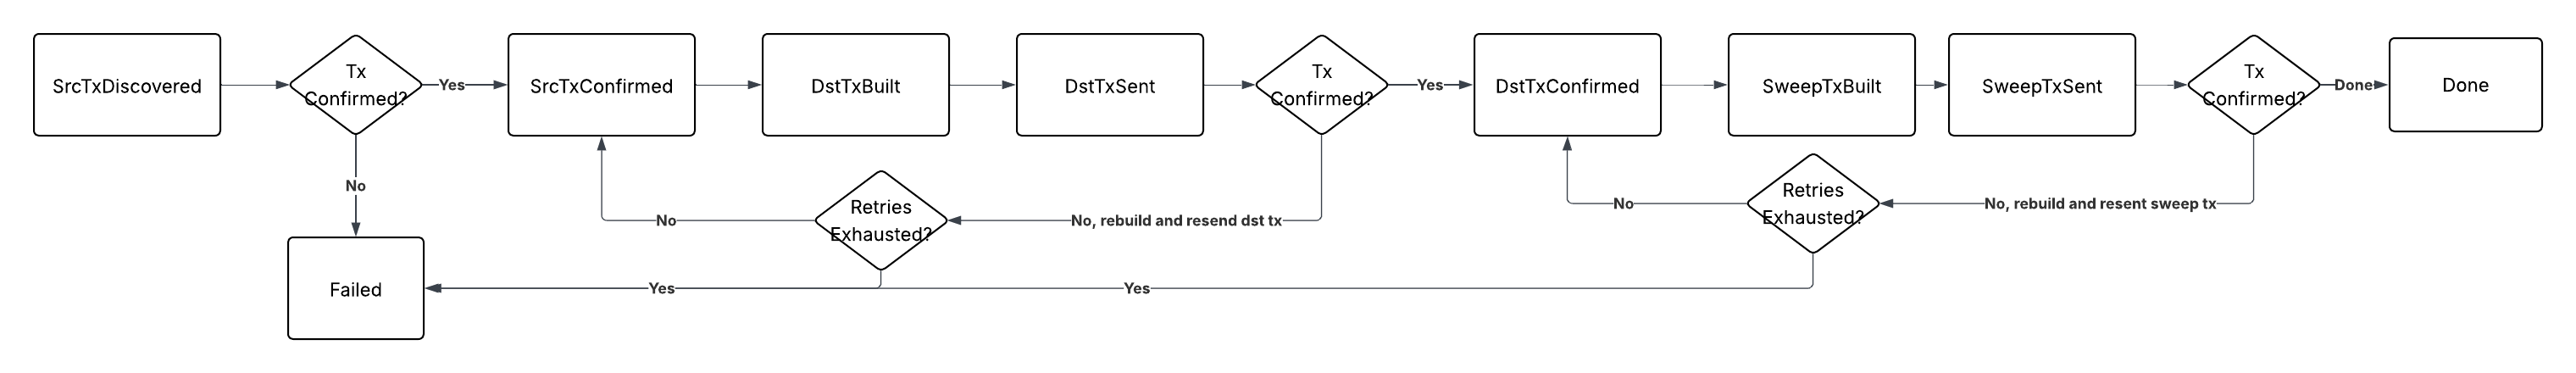 SrcTxDiscovered
Tx
Confirmed?
Yes
SrcTxConfirmed
DstTxBuilt
DstTxSent
Tx
Confirmed?
Yes
DstTxConfirmed
SweepTxBuilt
SweepTxSent
Tx
Confirmed?
Done
Done
No
No
Retries
Exhausted?
No, rebuild and resend dst tx
No
Retries
Exhausted?
No, rebuild and resent sweep tx
Failed
Yes
Yes